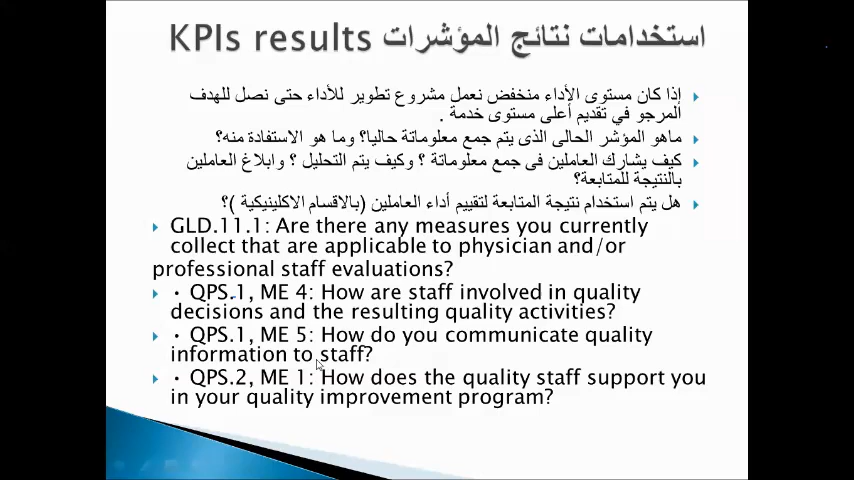 استخدامات نتائج المؤشرات KPIs results
إذا كان مستوى الأداء منخفض نعمل مشروع تطوير للأداء حتى نصل للهدف
المرجو في تقديم أعلى مستوى خدمة .
ماهو المؤشر الحالى الذى يتم جمع معلوماتة حاليا؟ وما هو الاستفادة منه؟
كيف يشارك العاملين فى جمع معلوماتة ؟ وكيف يتم التحليل ؟ وابلاغ العاملين
بالنتيجة للمتابعة؟
هل يتم استخدام نتيجة المتابعة لتقييم أداء العاملين (بالاقسام الاكلينيكية )؟
GLD.11.1: Are there any measures you currently
collect that are applicable to physician and/or
professional staff evaluations?
• QPS.1, ME 4: How are staff involved in quality
decisions and the resulting quality activities?
• QPS.1, ME 5: How do you communicate quality
information to staff?
• QPS.2, ME 1: How does the quality staff support you
in your quality improvement program?